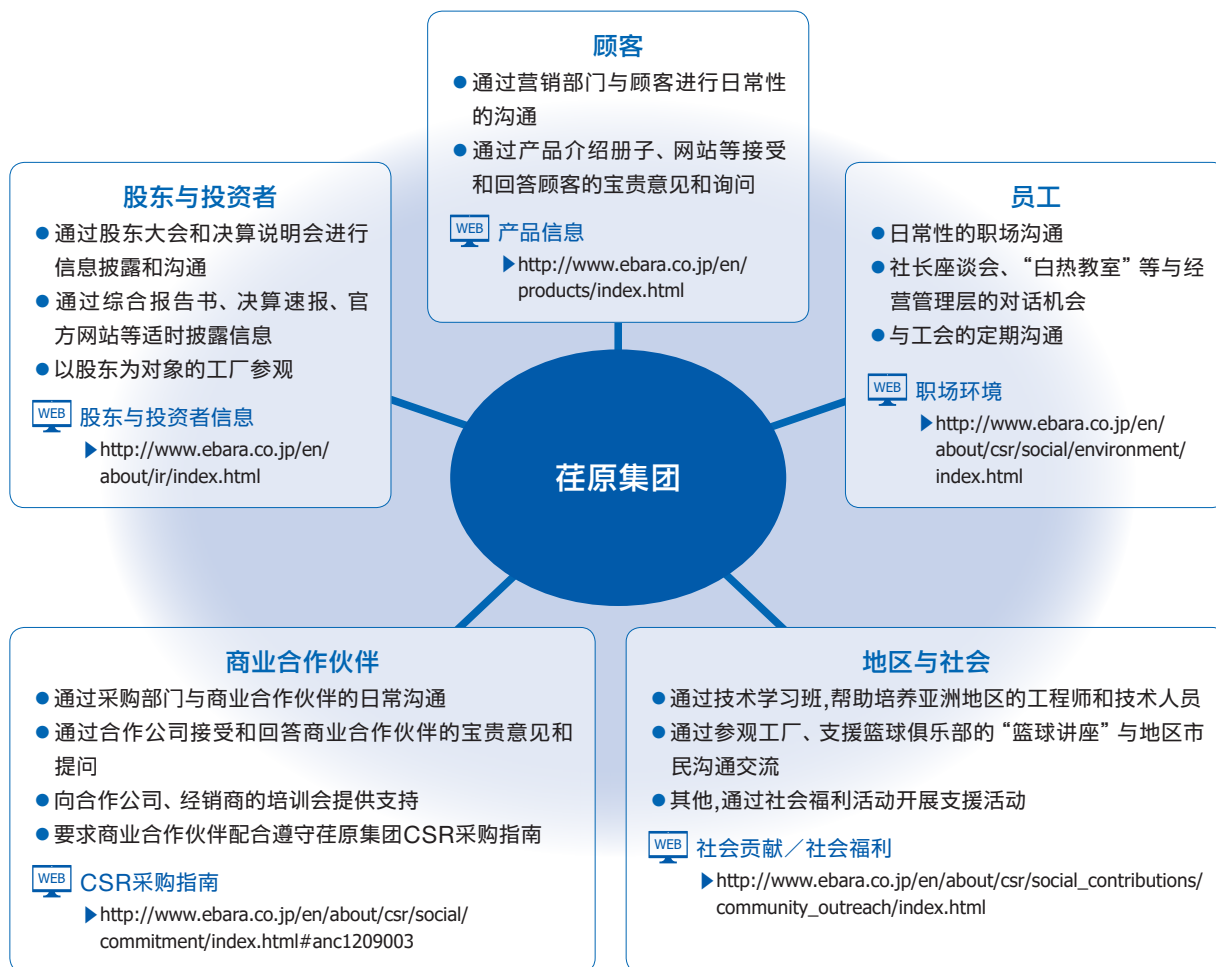 顾客
●通过营销部门与顾客进行日常性
的沟通
●通过产品介绍册子、网站等接受
和回答顾客的宝贵意见和询问
WEB 产品信息
▶http://www.ebara.co.jp/en/
products/index.html
股东与投资者
●通过股东大会和决算说明会进行
信息披露和沟通
●通过综合报告书、决算速报、官
方网站等适时披露信息
●以股东为对象的工厂参观
WEB 股东与投资者信息
▶http://www.ebara.co.jp/en/
about/ir/index.html
员工
●日常性的职场沟通
●社长座谈会、“白热教室”等与经
营管理层的对话机会
●与工会的定期沟通
WEB 职场环境
▶http://www.ebara.co.jp/en/
about/csr/social/environment/
index.html
荏原集团
商业合作伙伴
●通过采购部门与商业合作伙伴的日常沟通
●通过合作公司接受和回答商业合作伙伴的宝贵意见和
提问
●向合作公司、经销商的培训会提供支持
●要求商业合作伙伴配合遵守荏原集团CSR采购指南
WEB CSR采购指南
▶http://www.ebara.co.jp/en/about/csr/social/
commitment/index.html#anc1209003
地区与社会
●通过技术学习班,帮助培养亚洲地区的工程师和技术人员
●通过参观工厂、支援篮球俱乐部的“篮球讲座”与地区市
民沟通交流
●其他,通过社会福利活动开展支援活动
WEB 社会贡献／社会福利
▶http://www.ebara.co.jp/en/about/csr/social_contributions/
community_outreach/index.html